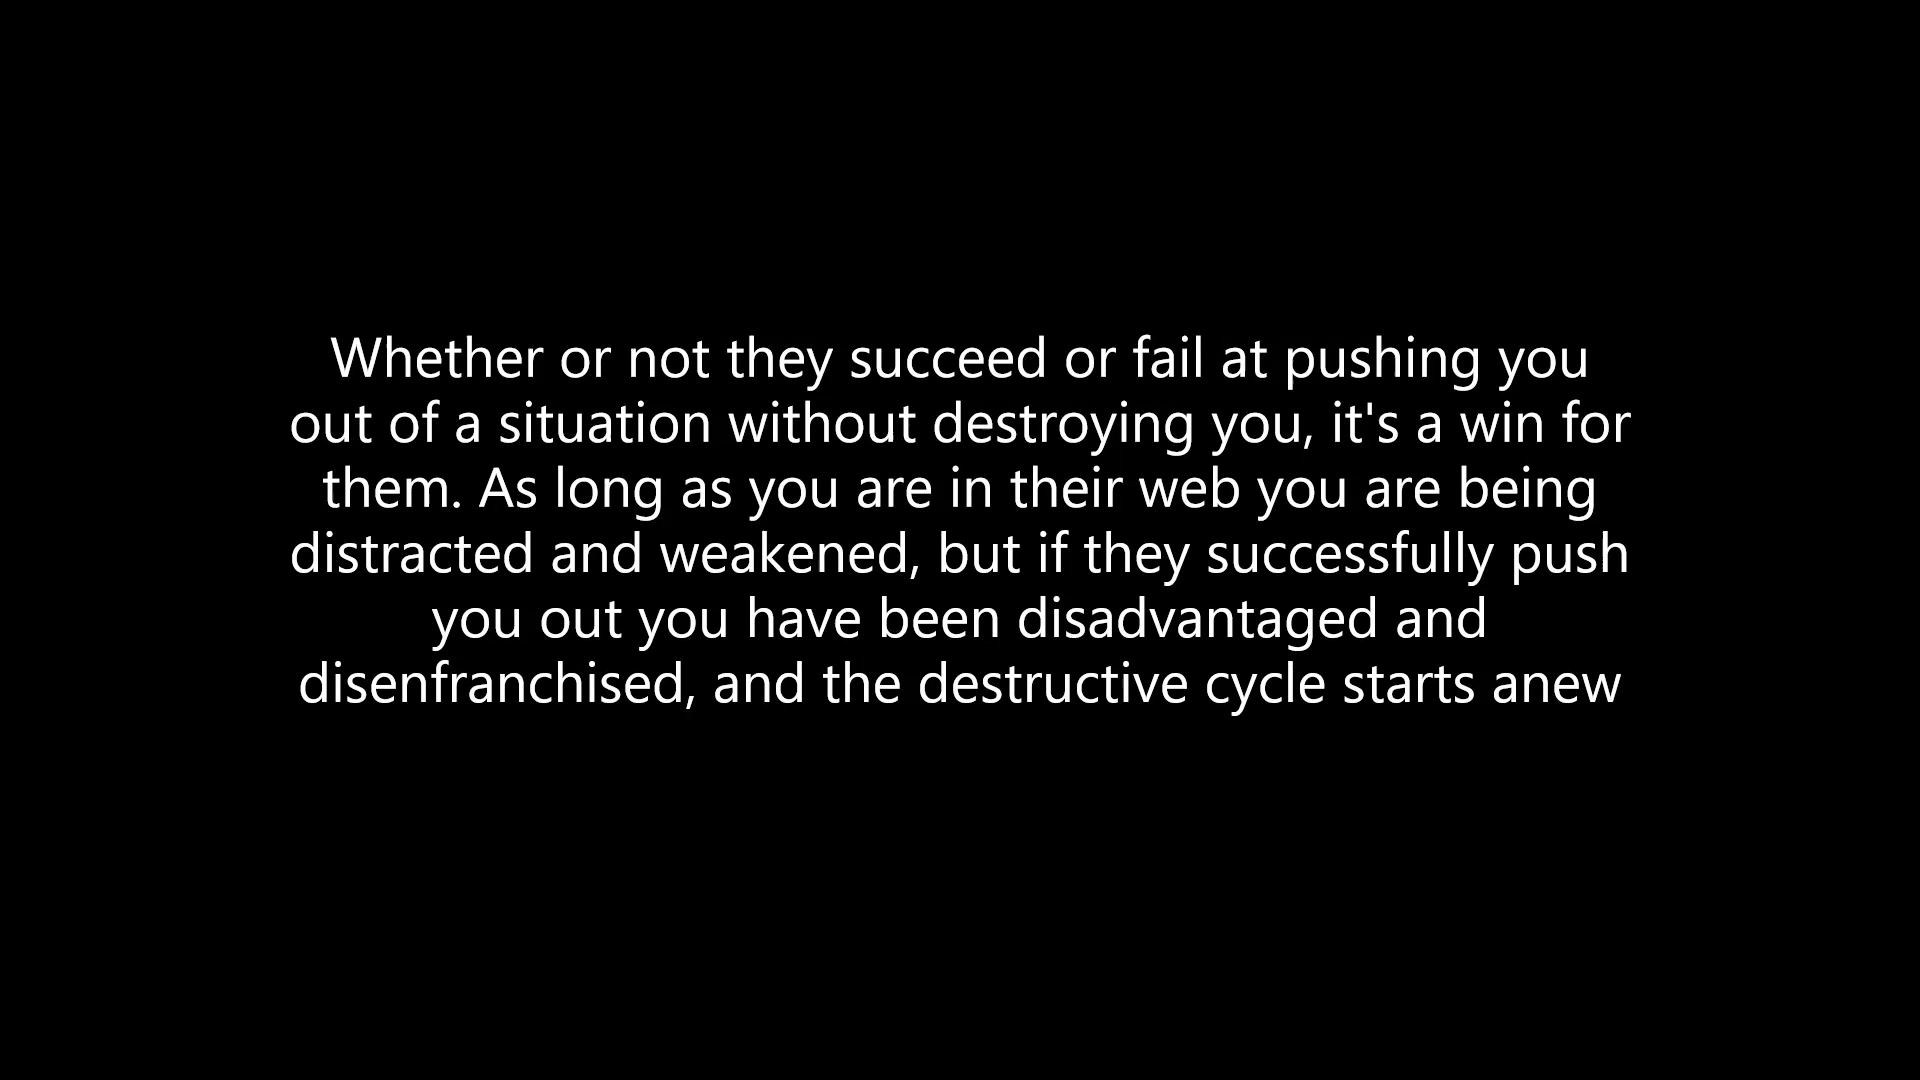 Whether or not they succeed or fail at pushing you
out of a situation without destroying you, it's a win for
them. As long as you are in their web you are being
distracted and weakened, but if they successfully push
you out you have been disadvantaged and
disenfranchised, and the destructive cycle starts anew